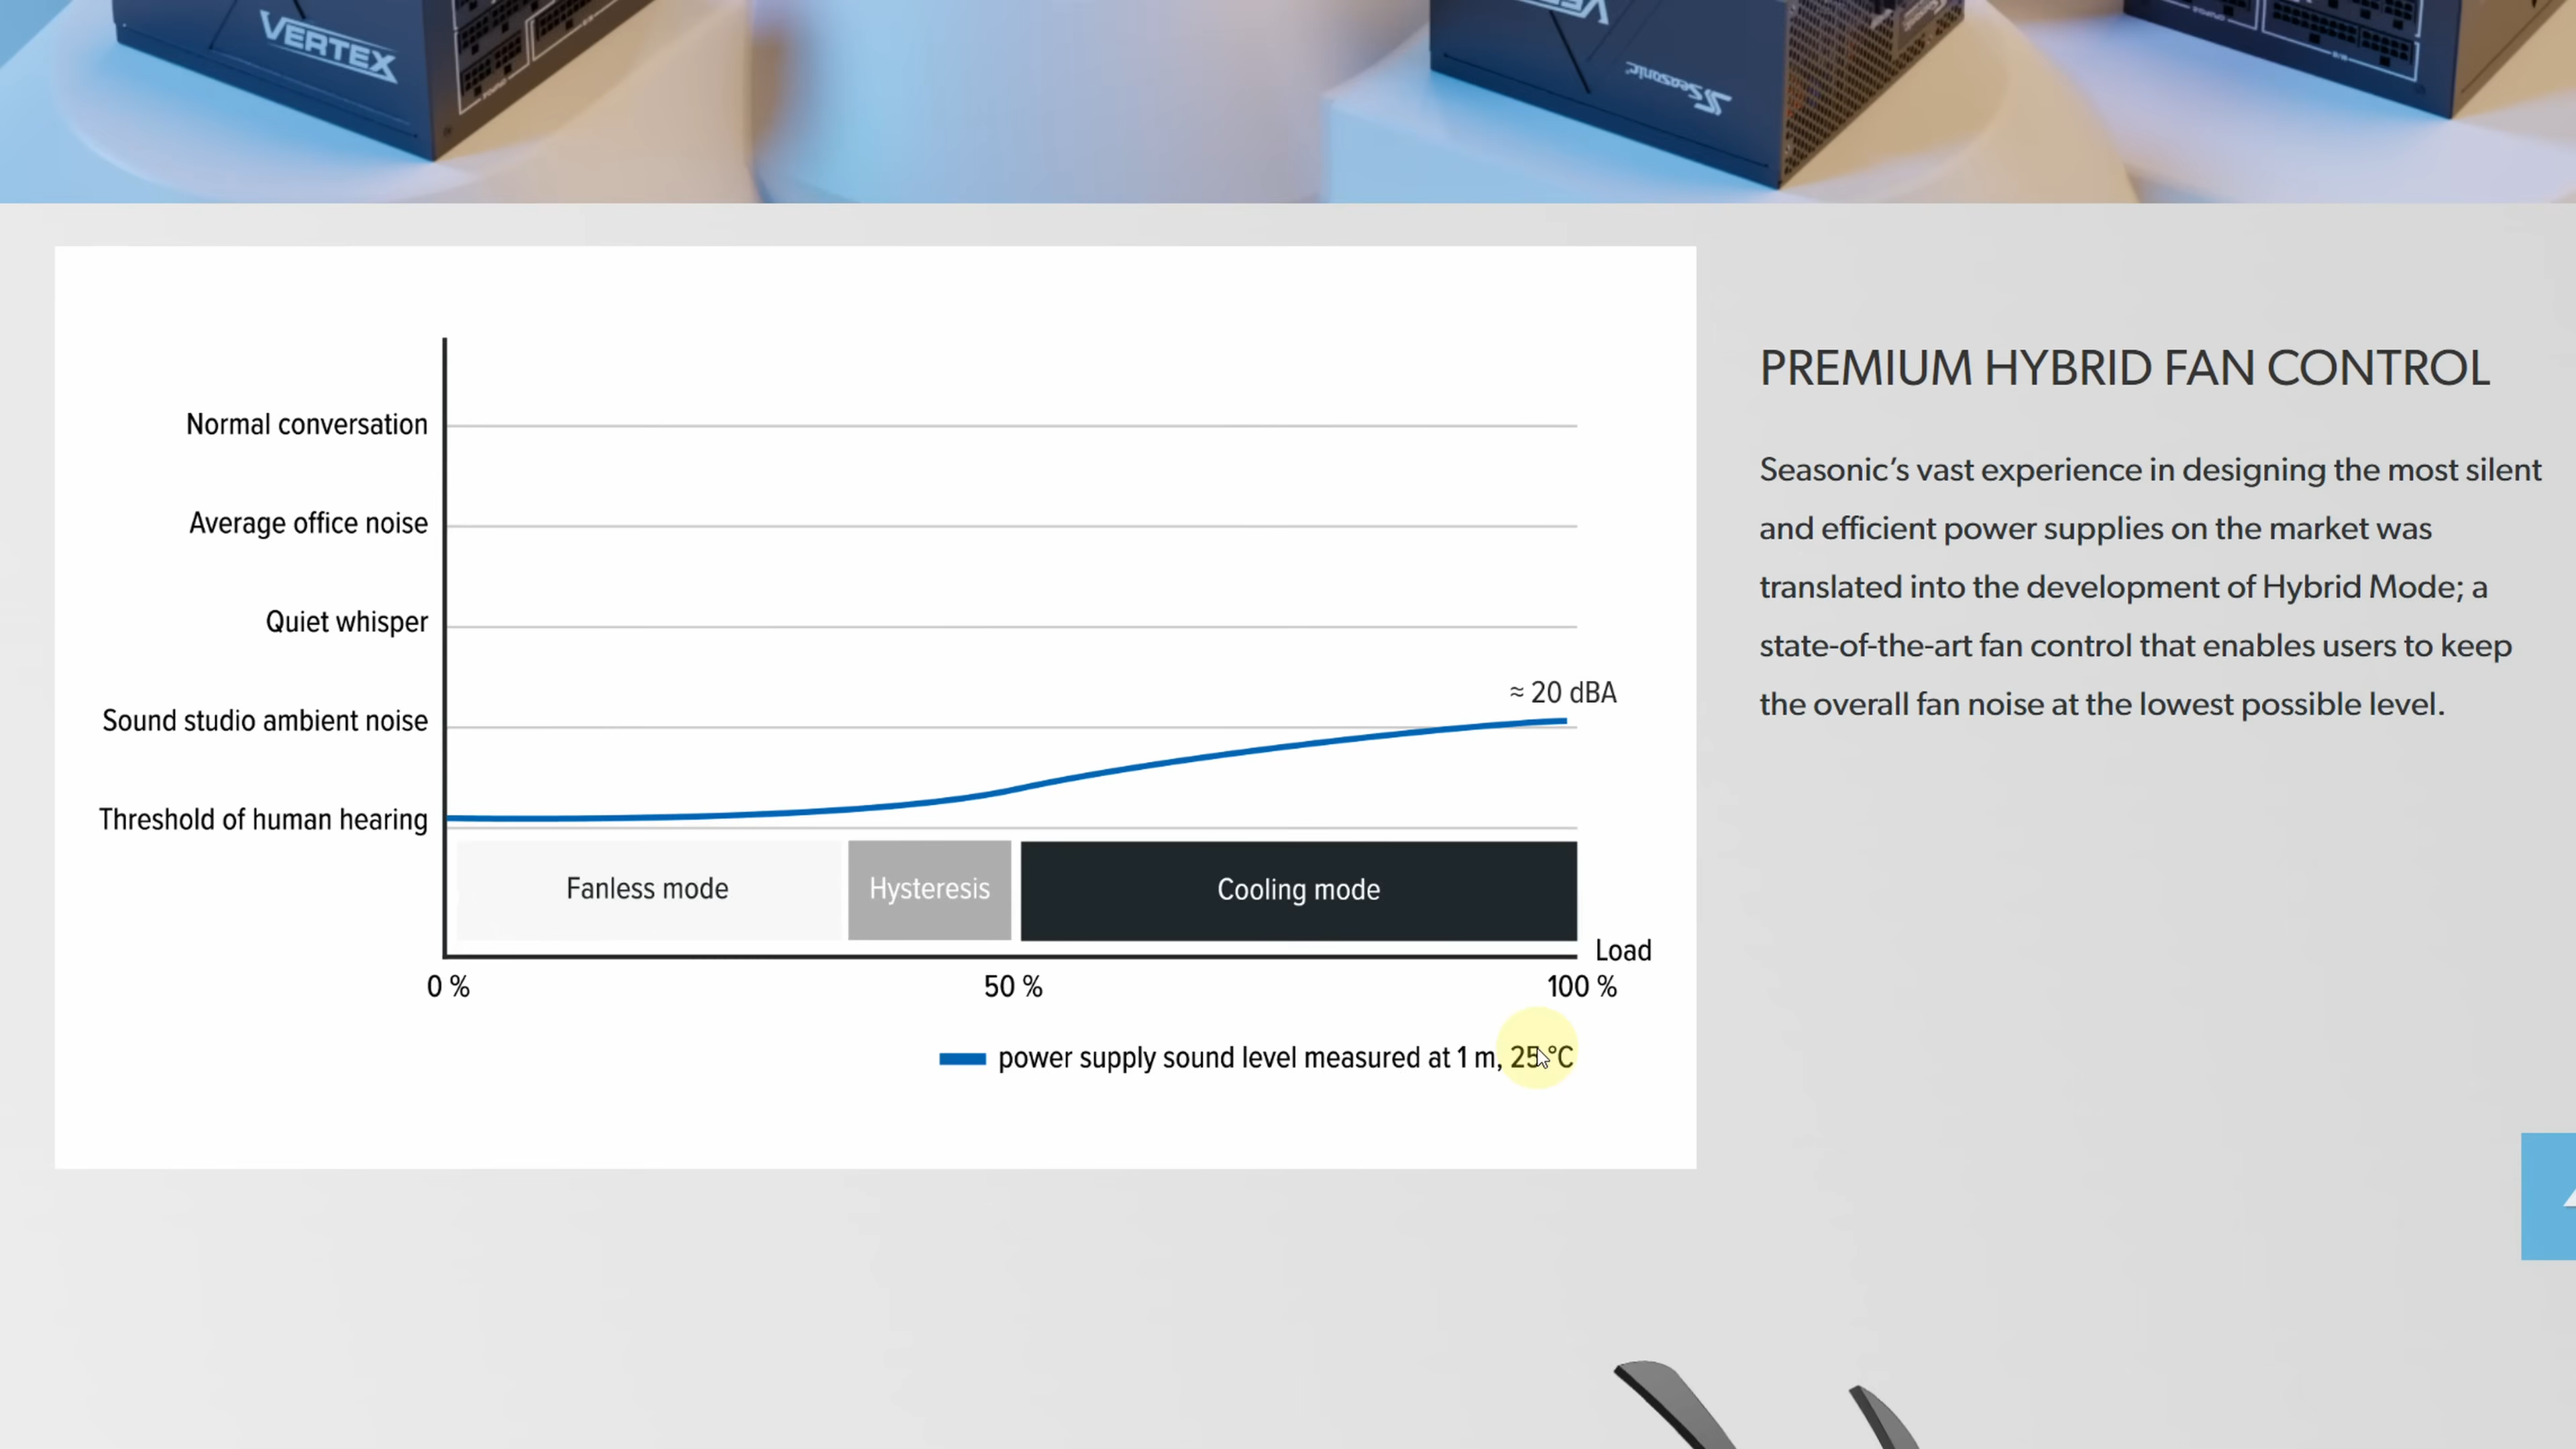 VERTEX
VERTEX
Seasonic
PREMIUM HYBRID FAN CONTROL
Seasonic’s vast experience in designing the most silent
and efficient power supplies on the market was
translated into the development of Hybrid Mode; a
state-of-the-art fan control that enables users to keep
the overall fan noise at the lowest possible level.
Normal conversation
Average office noise
Quiet whisper
Sound studio ambient noise
Threshold of human hearing
≈ 20 dBA
Fanless mode
Hysteresis
Cooling mode
Load
0 %
50 %
100 %
power supply sound level measured at 1 m, 25 °C